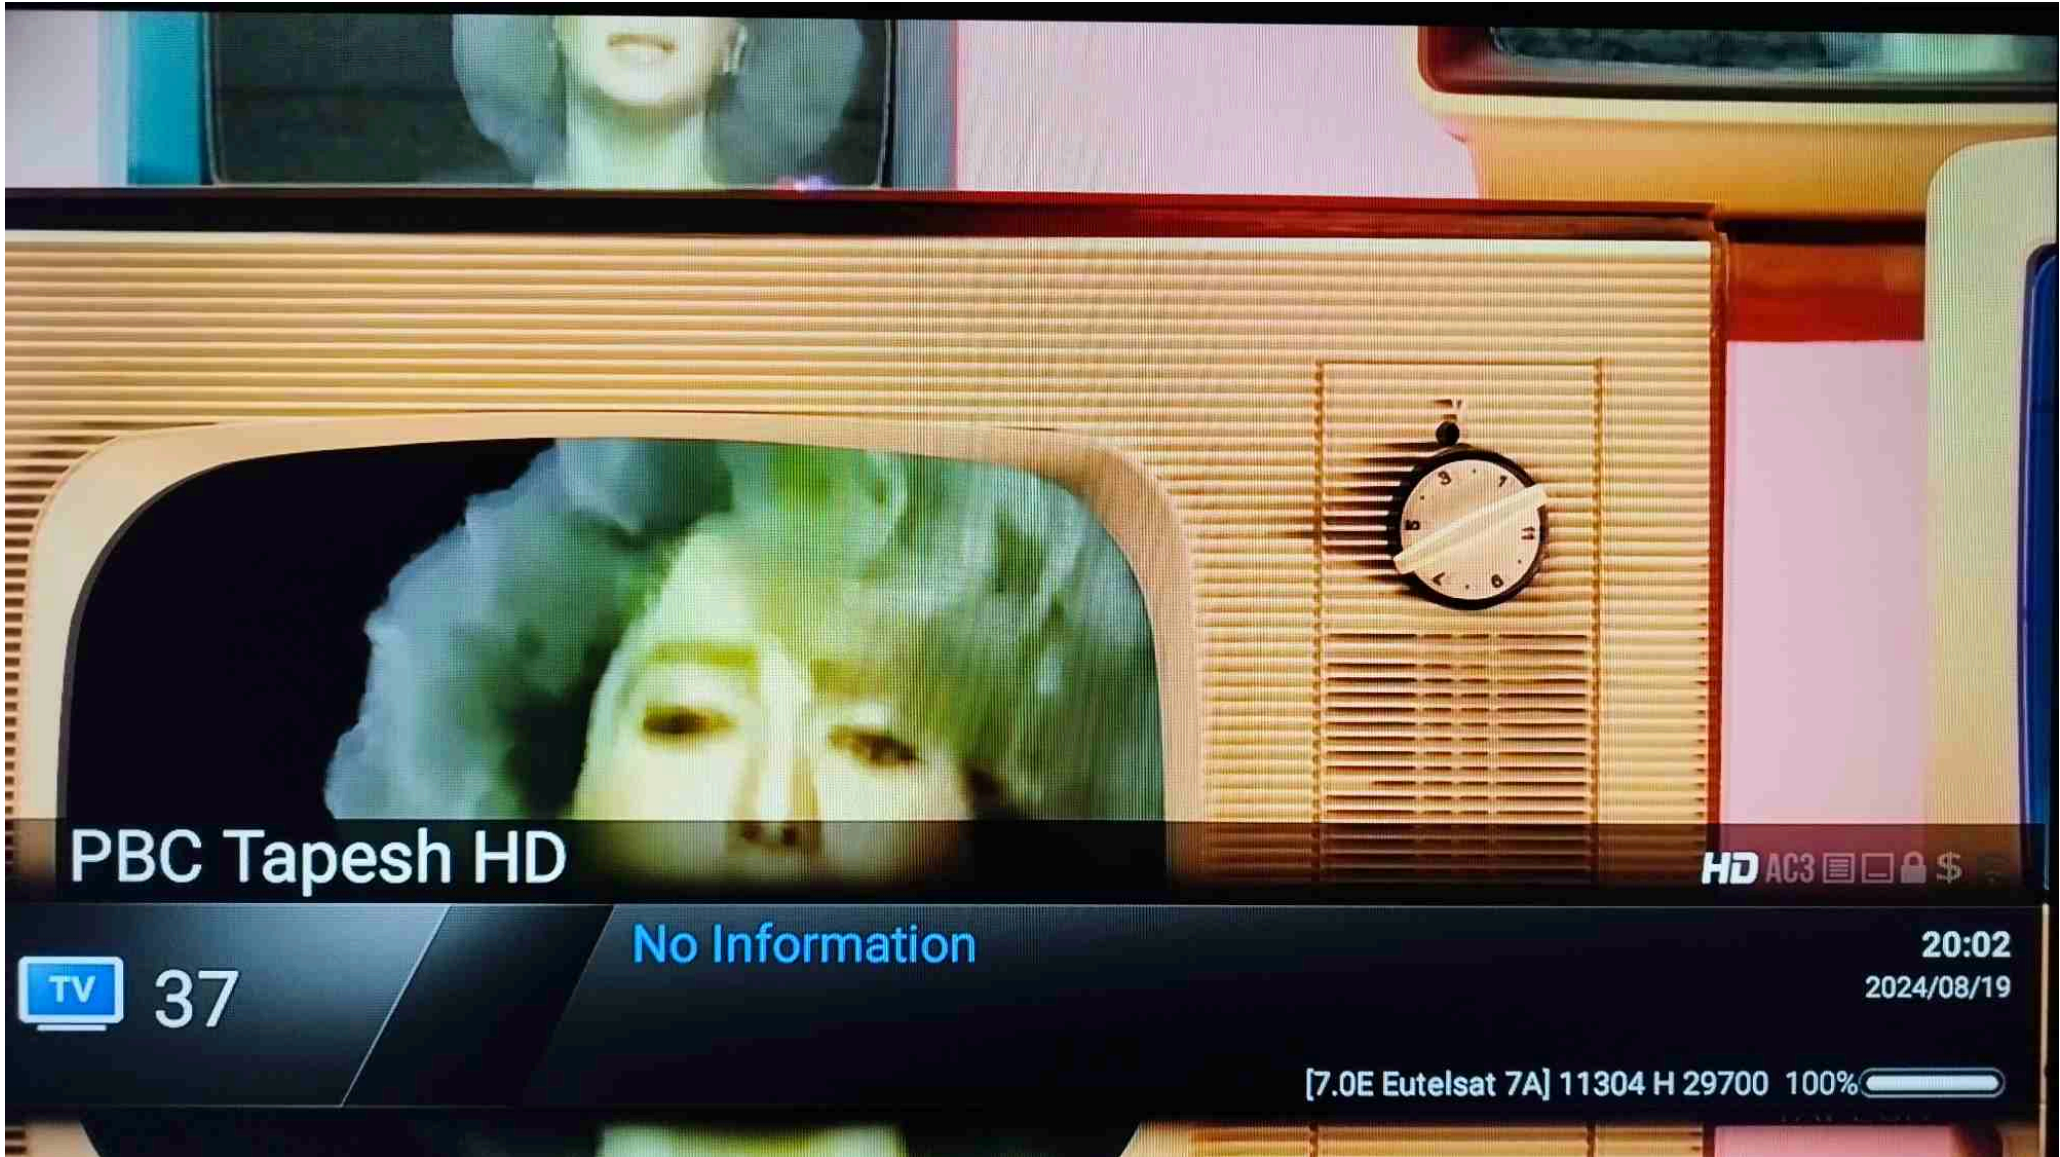 PBC Tapesh HD
HD AC3 $
TV 37
No Information
20:02
2024/08/19
[7.0E Eutelsat 7A] 11304 H 29700 100%